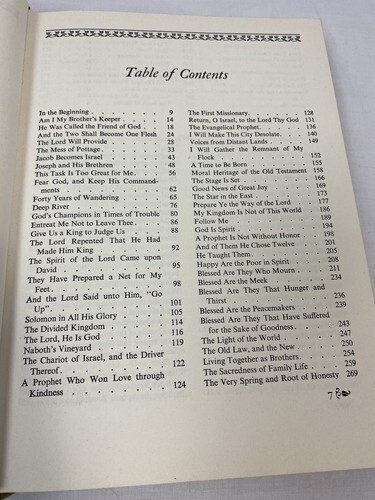 Table of Contents
In the Beginning . . . . . . . 9
Am I My Brother's Keeper . . . . 14
He was Called the Friend of God . . 18
And the Two Shall Become One Flesh 24
The Lord Will Provide . . . . . 28
The Mess of Pottage . . . . . . 33
Jacob Becomes Israel . . . . . 43
Joseph and His Brethren . . . . . 48
This Task Is Too Great for Me . . . 56
Fear God, and Keep His Command-
ments . . . . . . . . . . 62
Forty Years of Wandering . . . . 65
Deep River . . . . . . . . . 76
God's Champions in Times of Trouble 80
Entreat Me Not to Leave Thee . . . 86
Give Us a King to Judge Us . . . 88
The Lord Repented That He Had
Made Him King . . . . . . . 92
The Spirit of the Lord Came upon
David . . . . . . . . . . 95
They Have Prepared a Net for My
Feet . . . . . . . . . . . 98
And the Lord Said unto Him, "Go
Up" . . . . . . . . . . . 101
Solomon in All His Glory . . . . 105
The Divided Kingdom . . . . . 114
The Lord, He Is God . . . . . . 116
Naboth's Vineyard . . . . . . . 119
The Chariot of Israel, and the Driver
Thereof . . . . . . . . . . 122
A Prophet Who Won Love through
Kindness . . . . . . . . . 124
The First Missionary . . . . . . 128
Return, O Israel, to the Lord Thy God 131
The Evangelical Prophet . . . . . 136
I Will Make This City Desolate . . . 140
Voices from Distant Lands . . . . 149
I Will Gather the Remnant of My
Flock . . . . . . . . . . 152
A Time to Be Born . . . . . . . 155
Moral Heritage of the Old Testament 158
The Stage Is Set . . . . . . . 166
Good News of Great Joy . . . . . 169
The Star in the East . . . . . . 173
Prepare Ye the Way of the Lord . . 177
My Kingdom Is Not of This World . 186
Follow Me . . . . . . . . . 189
God Is Spirit . . . . . . . . . 194
A Prophet Is Not Without Honor . . 198
And of Them He Chose Twelve . . 201
He Taught Them . . . . . . . 205
Happy Are the Poor in Spirit . . . 208
Blessed Are They Who Mourn . . . 211
Blessed Are the Meek . . . . . . 234
Blessed Are They That Hunger and
Thirst . . . . . . . . . . 236
Blessed Are the Peacemakers . . . 239
Blessed Are They That Have Suffered
for the Sake of Goodness . . . . 243
The Light of the World . . . . . 247
The Old Law, and the New . . . . 250
Living Together as Brothers . . . . 254
The Sacredness of Family Life . . . 259
The Very Spring and Root of Honesty 269
7